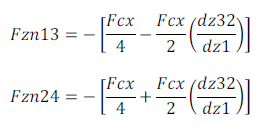 Fzn13 = − [Fcx/4 − Fcx/2 (dz32/dz1)]
Fzn24 = − [Fcx/4 + Fcx/2 (dz32/dz1)]